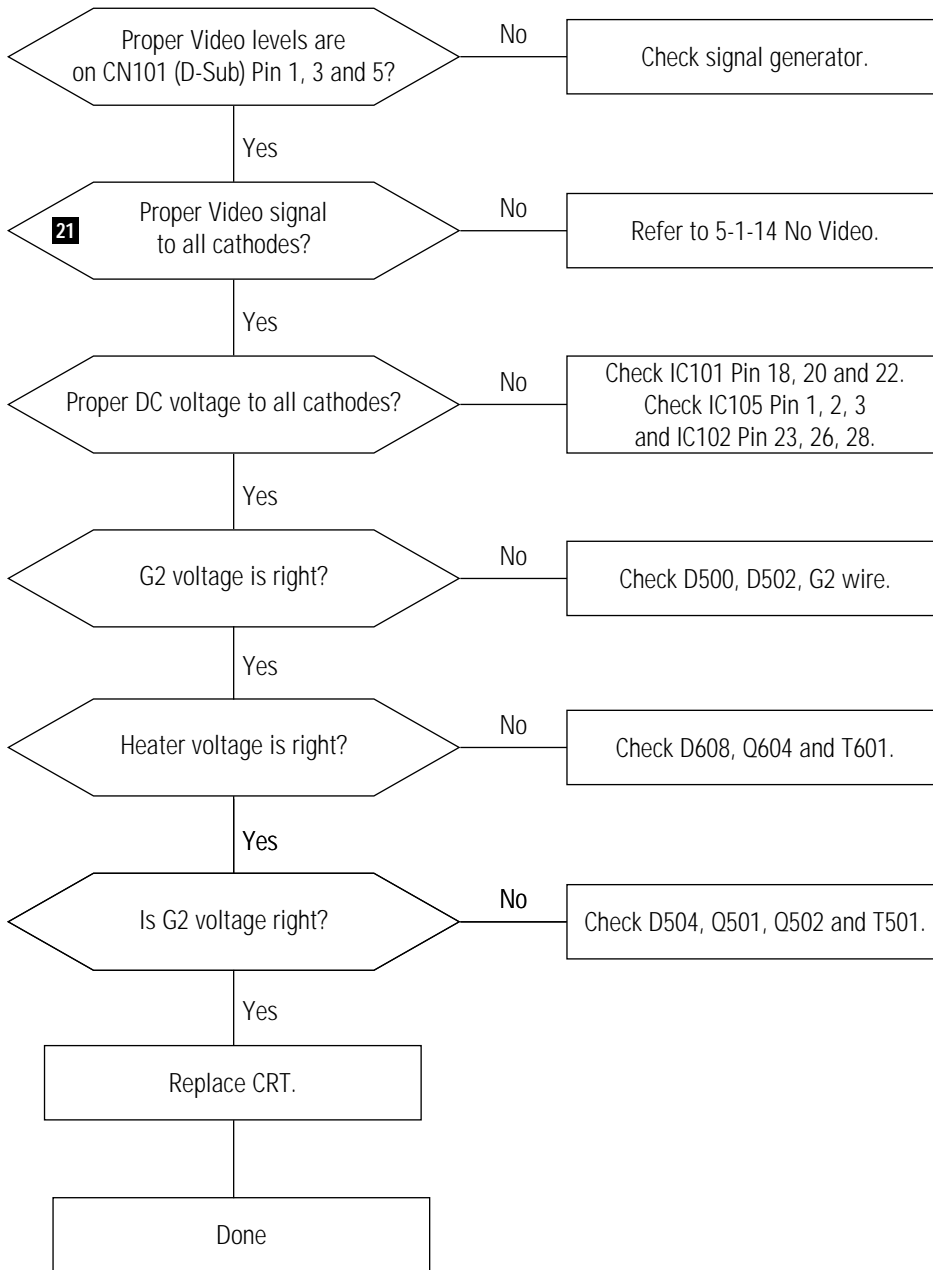 Proper Video levels are
on CN101 (D-Sub) Pin 1, 3 and 5?
No
Check signal generator.
Yes
21
Proper Video signal
to all cathodes?
No
Refer to 5-1-14 No Video.
Yes
Proper DC voltage to all cathodes?
No
Check IC101 Pin 18, 20 and 22.
Check IC105 Pin 1, 2, 3
and IC102 Pin 23, 26, 28.
Yes
G2 voltage is right?
No
Check D500, D502, G2 wire.
Yes
Heater voltage is right?
No
Check D608, Q604 and T601.
Yes
Is G2 voltage right?
No
Check D504, Q501, Q502 and T501.
Yes
Replace CRT.
Done